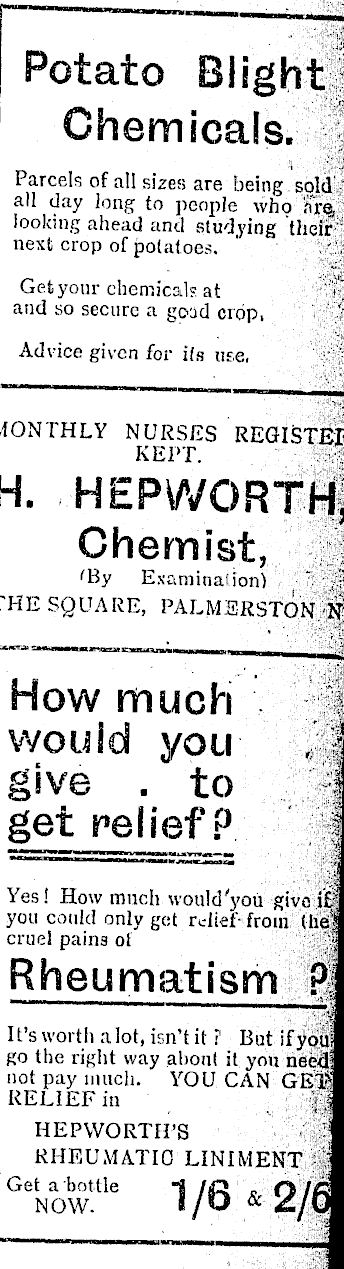 Potato Blight
Chemicals.
Parcels of all sizes are being sold
all day long to people who are
looking ahead and studying their
next crop of potatoes.
Get your chemicals at
and so secure a good crop.
Advice given for its use.
MONTHLY NURSES REGISTER
KEPT.
H. HEPWORTH,
Chemist,
(By Examination)
THE SQUARE, PALMERSTON N
How much
would you
give . to
get relief?
Yes! How much would you give if
you could only get relief from the
cruel pains of
Rheumatism ?
It's worth a lot, isn't it? But if you
go the right way about it you need
not pay much. YOU CAN GET
RELIEF in
HEPWORTH'S
RHEUMATIC LINIMENT
Get a bottle
NOW.
1/6 & 2/6